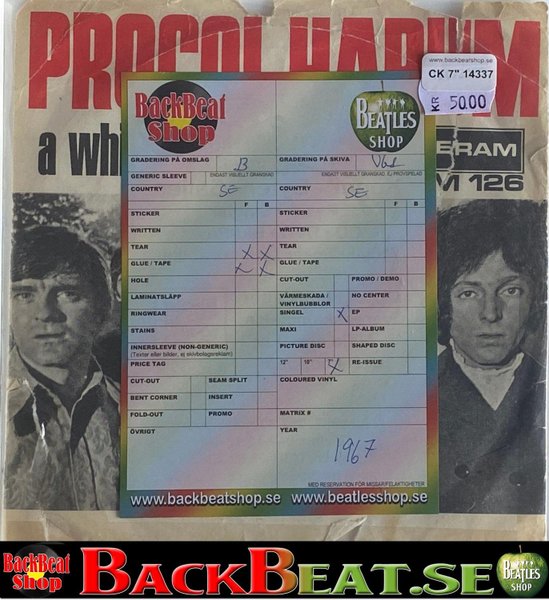 PROCOL HARUM
www.backbeatshop.se
CK 7" 14337
KR 50.00
a whi
DERAM
M 126
BackBeat
Shop
BEATLES
SHOP
GRADERING PÅ OMSLAG B
GRADERING PÅ SKIVA VG-
GENERIC SLEEVE
ENDAST VISUELLT GRANSKAD, EJ PROVSPELAD
COUNTRY SE
COUNTRY SE
F B
F B
STICKER
STICKER
WRITTEN
WRITTEN
TEAR X X
TEAR
GLUE / TAPE X X
GLUE / TAPE
HOLE
CUT-OUT PROMO / DEMO
LAMINATSLÄPP
VÄRMESKADA / VINYLBUBBLOR NO CENTER
RINGWEAR
SINGEL X EP
STAINS
MAXI LP-ALBUM
INNERSLEEVE (NON-GENERIC)
(Texter eller bilder, ej skivbolagsreklam)
PICTURE DISC SHAPED DISC
PRICE TAG
12" 10" X RE-ISSUE
CUT-OUT SEAM SPLIT
COLOURED VINYL
BENT CORNER INSERT
FOLD-OUT PROMO
MATRIX #
ÖVRIGT
YEAR
1967
MED RESERVATION FÖR MISSAR/FELAKTIGHETER
www.backbeatshop.se www.beatlesshop.se
BackBeat
Shop
BACKBEAT.SE
BEATLES
SHOP